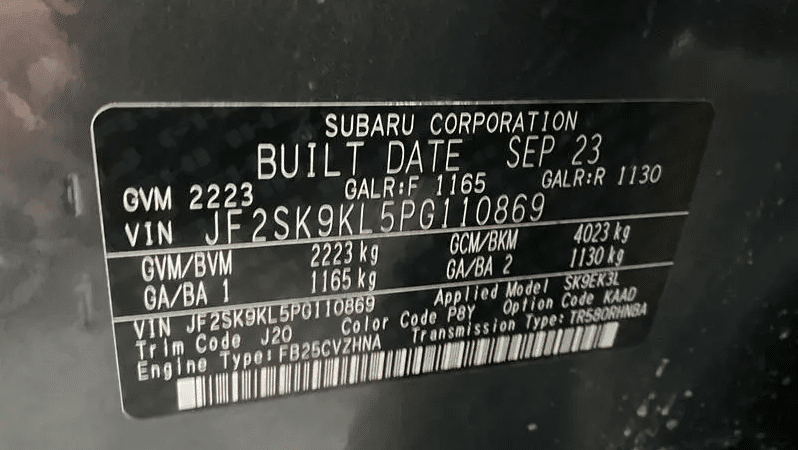 SUBARU CORPORATION
BUILT DATE SEP 23
GVM 2223 GALR:F 1165 GALR:R 1130
VIN JF2SK9KL5PG110869
GVM/BVM 2223 kg GCM/BKM 4023 kg
GA/BA 1 1165 kg GA/BA 2 1130 kg
VIN JF2SK9KL5PG110869 Applied Model SK9EK3L
Trim Code J20 Color Code P8Y Option Code KAAD
Engine Type: FB25CVZHNA Transmission Type: TR580RHNBA